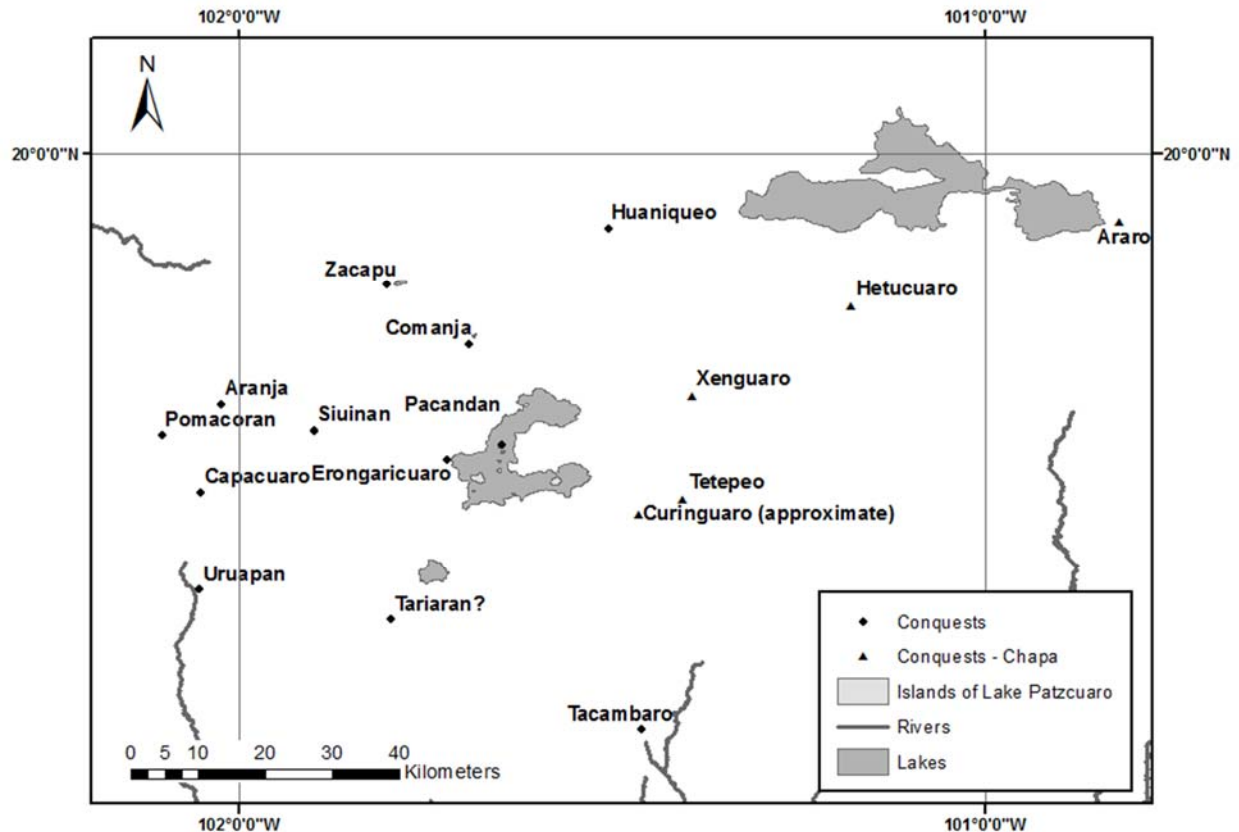 102°0'0"W 101°0'0"W
N
20°0'0"N 20°0'0"N
Huaniqueo
Araro
Zacapu
Hetucuaro
Comanja
Xenguaro
Aranja
Pacandan
Siuinan
Pomacoran
Capacuaro
Erongaricuaro
Tetepeo
Curinguaro (approximate)
Uruapan
Tariaran?
Tacambaro
Conquests
Conquests - Chapa
Islands of Lake Patzcuaro
Rivers
Lakes
0 5 10 20 30 40
Kilometers
102°0'0"W 101°0'0"W